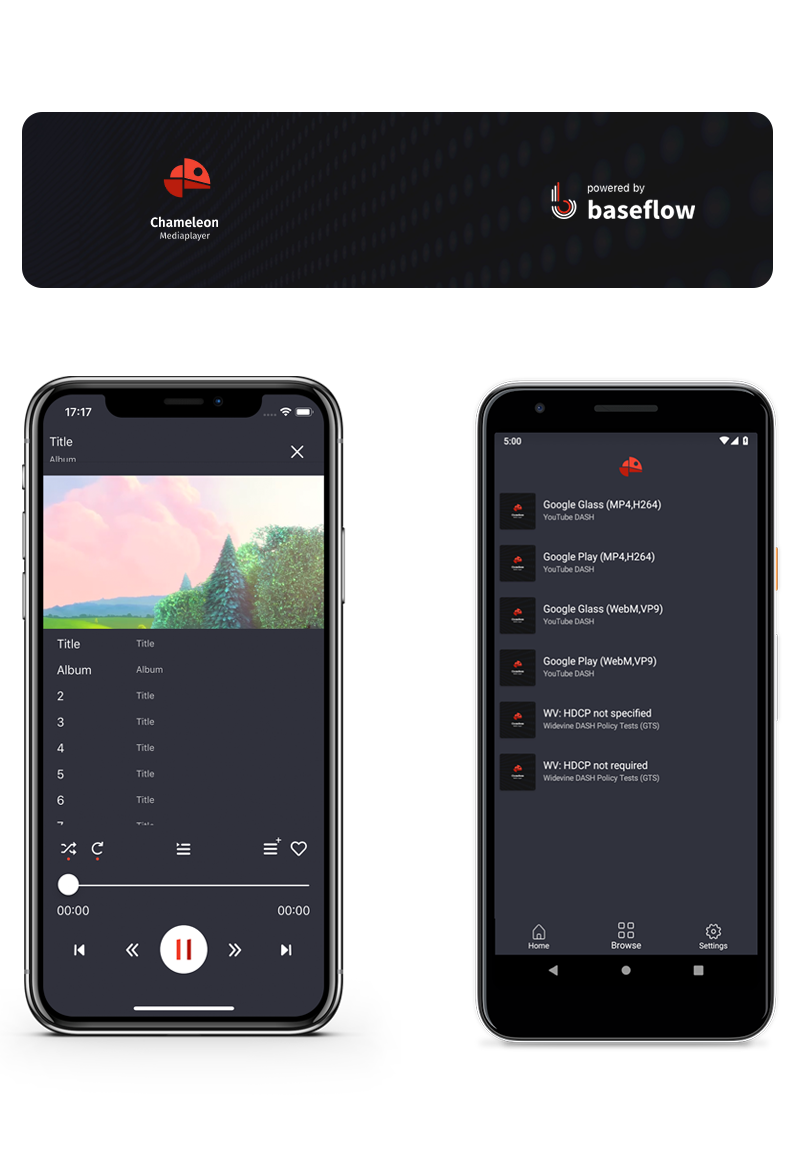 Chameleon
Mediaplayer
powered by
baseflow
17:17
Title
Album
Title Title
Album Album
2 Title
3 Title
4 Title
5 Title
6 Title
7 Title
00:00 00:00
5:00
Google Glass (MP4,H264)
YouTube DASH
Google Play (MP4,H264)
YouTube DASH
Google Glass (WebM,VP9)
YouTube DASH
Google Play (WebM,VP9)
YouTube DASH
WV: HDCP not specified
Widevine DASH Policy Tests (GTS)
WV: HDCP not required
Widevine DASH Policy Tests (GTS)
Home Browse Settings